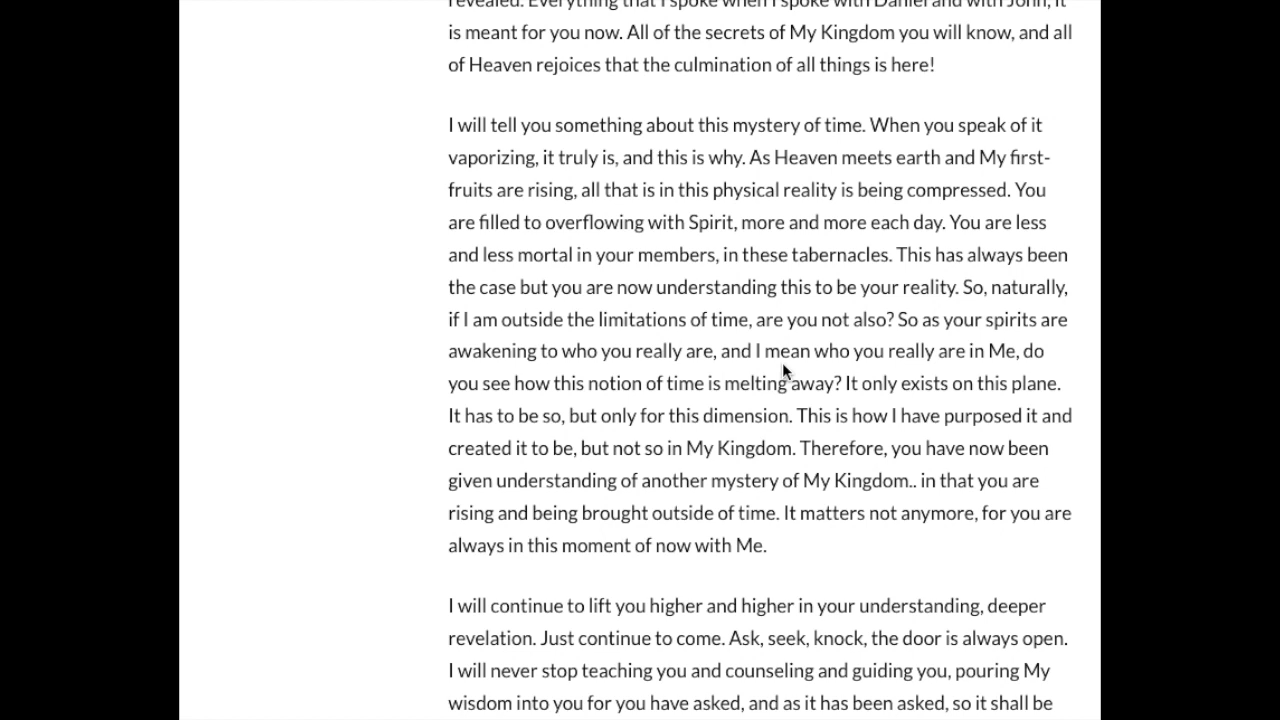 revealed. Everything that I spoke when I spoke with Daniel and with John, it
is meant for you now. All of the secrets of My Kingdom you will know, and all
of Heaven rejoices that the culmination of all things is here!
I will tell you something about this mystery of time. When you speak of it
vaporizing, it truly is, and this is why. As Heaven meets earth and My first-
fruits are rising, all that is in this physical reality is being compressed. You
are filled to overflowing with Spirit, more and more each day. You are less
and less mortal in your members, in these tabernacles. This has always been
the case but you are now understanding this to be your reality. So, naturally,
if I am outside the limitations of time, are you not also? So as your spirits are
awakening to who you really are, and I mean who you really are in Me, do
you see how this notion of time is melting away? It only exists on this plane.
It has to be so, but only for this dimension. This is how I have purposed it and
created it to be, but not so in My Kingdom. Therefore, you have now been
given understanding of another mystery of My Kingdom.. in that you are
rising and being brought outside of time. It matters not anymore, for you are
always in this moment of now with Me.
I will continue to lift you higher and higher in your understanding, deeper
revelation. Just continue to come. Ask, seek, knock, the door is always open.
I will never stop teaching you and counseling and guiding you, pouring My
wisdom into you for you have asked, and as it has been asked, so it shall be